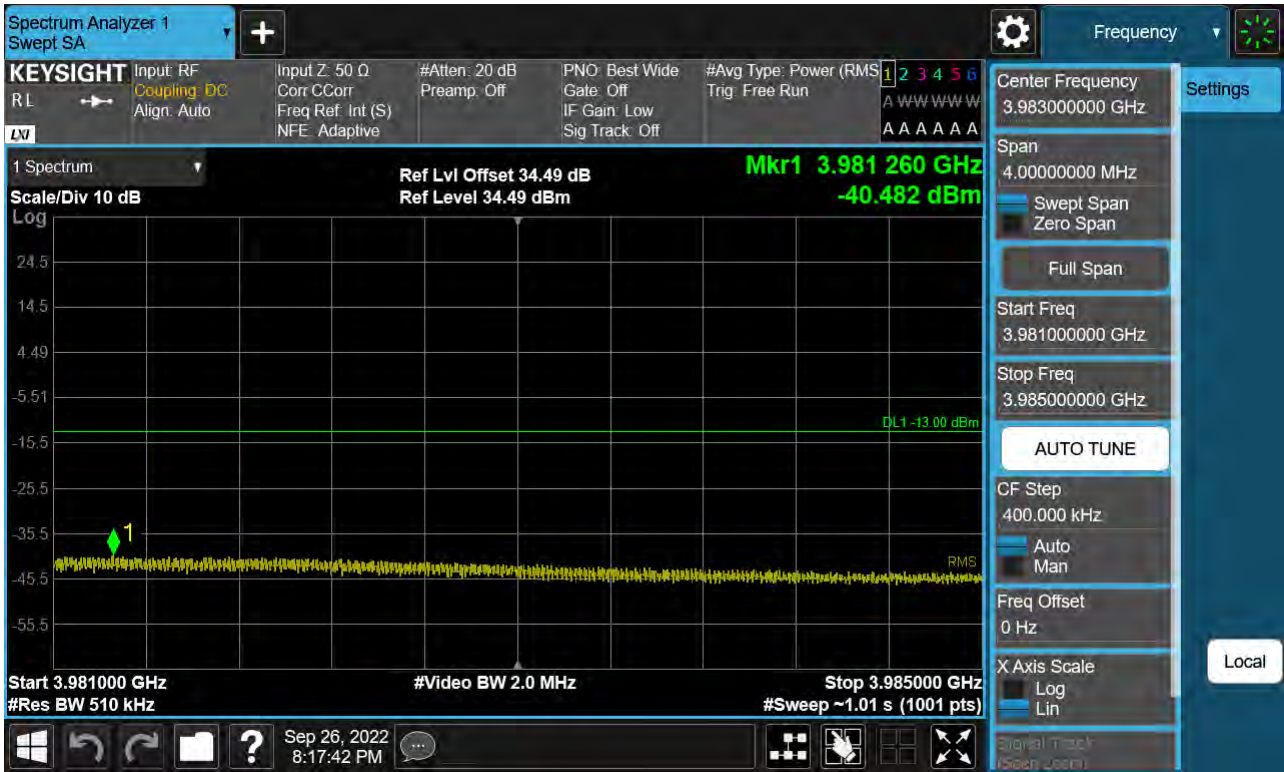 Spectrum Analyzer 1
Swept SA
Frequency
KEYSIGHT
RL
LXI
Input: RF
Coupling: DC
Align: Auto
Input Z: 50 Ω
Corr CCorr
Freq Ref: Int (S)
NFE: Adaptive
#Atten: 20 dB
Preamp: Off
PNO: Best Wide
Gate: Off
IF Gain: Low
Sig Track: Off
#Avg Type: Power (RMS
Trig: Free Run
1 2 3 4 5 6
A W W W W W
A A A A A A
1 Spectrum
Scale/Div 10 dB
Log
Ref Lvl Offset 34.49 dB
Ref Level 34.49 dBm
Mkr1 3.981 260 GHz
-40.482 dBm
24.5
14.5
4.49
-5.51
DL1 -13.00 dBm
-15.5
-25.5
-35.5
1
RMS
-45.5
-55.5
Start 3.981000 GHz
#Res BW 510 kHz
#Video BW 2.0 MHz
Stop 3.985000 GHz
#Sweep ~1.01 s (1001 pts)
Center Frequency
3.983000000 GHz
Span
4.00000000 MHz
Swept Span
Zero Span
Full Span
Start Freq
3.981000000 GHz
Stop Freq
3.985000000 GHz
AUTO TUNE
CF Step
400.000 kHz
Auto
Man
Freq Offset
0 Hz
X Axis Scale
Log
Lin
Signal Track
(Span Zoom)
Settings
Local
?
Sep 26, 2022
8:17:42 PM